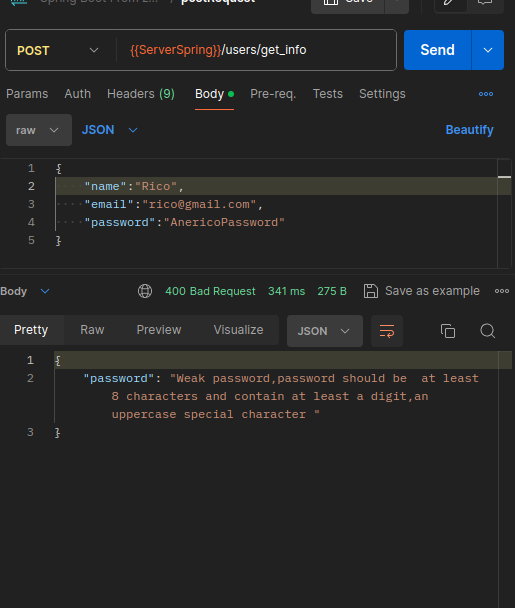 Spring Boot From Z... / postRequest Save
POST {{ServerSpring}}/users/get_info Send
Params Auth Headers (9) Body Pre-req. Tests Settings
raw JSON Beautify
1 {
2 "name":"Rico",
3 "email":"rico@gmail.com",
4 "password":"AnericoPassword"
5 }
Body 400 Bad Request 341 ms 275 B Save as example
Pretty Raw Preview Visualize JSON
1 {
2 "password": "Weak password,password should be  at least
8 characters and contain at least a digit,an
uppercase special character "
3 }